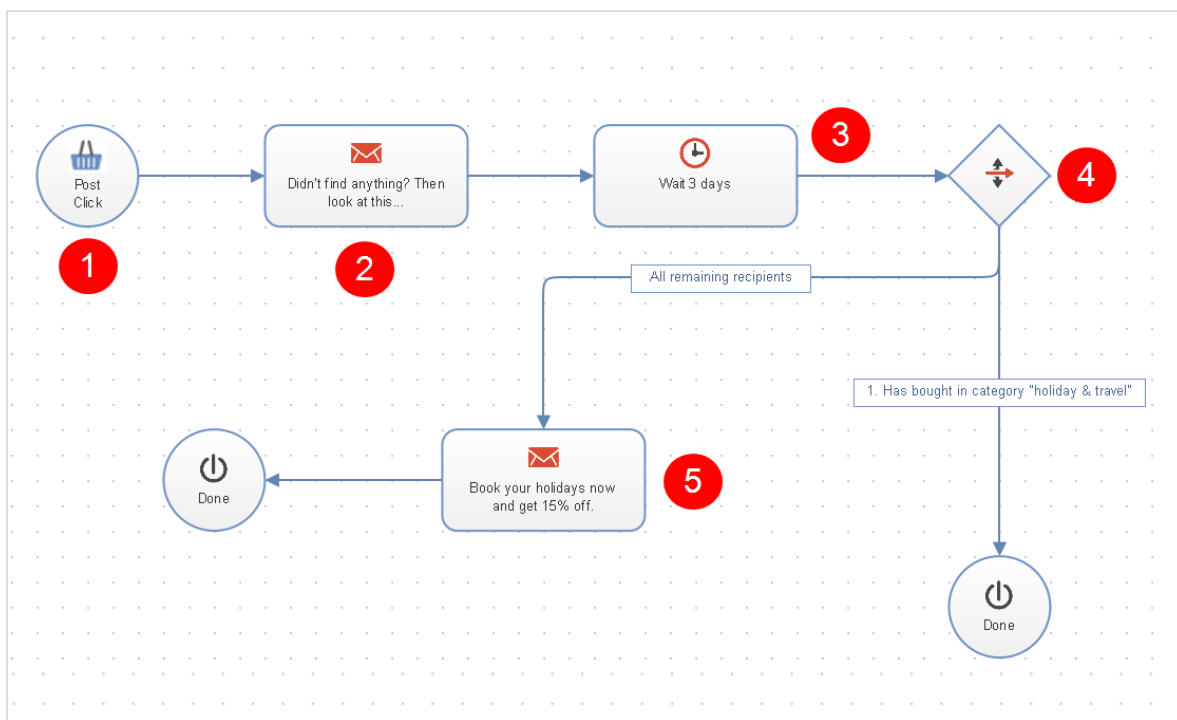 Post
Click
1
Didn't find anything? Then
look at this...
2
Wait 3 days
3
4
All remaining recipients
1. Has bought in category "holiday & travel"
Done
Book your holidays now
and get 15% off.
5
Done